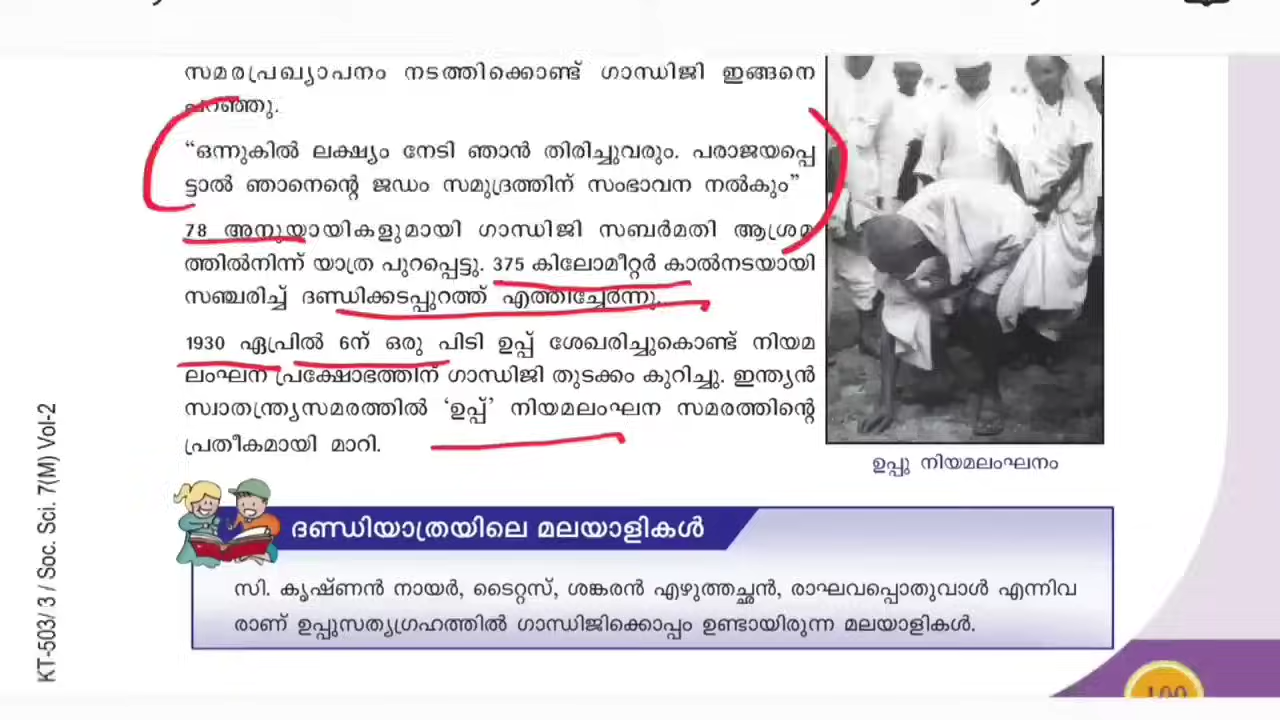 സമരപ്രഖ്യാപനം നടത്തിക്കൊണ്ട് ഗാന്ധിജി ഇങ്ങനെ
പറഞ്ഞു.
“ഒന്നുകിൽ ലക്ഷ്യം നേടി ഞാൻ തിരിച്ചുവരും. പരാജയപ്പെ
ട്ടാൽ ഞാനെന്റെ ജഡം സമുദ്രത്തിന് സംഭാവന നൽകും”
78 അനുയായികളുമായി ഗാന്ധിജി സബർമതി ആശ്രമ
ത്തിൽനിന്ന് യാത്ര പുറപ്പെട്ടു. 375 കിലോമീറ്റർ കാൽനടയായി
സഞ്ചരിച്ച് ദണ്ഡിക്കടപ്പുറത്ത് എത്തിച്ചേർന്നു.
1930 ഏപ്രിൽ 6ന് ഒരു പിടി ഉപ്പ് ശേഖരിച്ചുകൊണ്ട് നിയമ
ലംഘന പ്രക്ഷോഭത്തിന് ഗാന്ധിജി തുടക്കം കുറിച്ചു. ഇന്ത്യൻ
സ്വാതന്ത്ര്യസമരത്തിൽ ‘ഉപ്പ്’ നിയമലംഘന സമരത്തിന്റെ
പ്രതീകമായി മാറി.
ഉപ്പു നിയമലംഘനം
ദണ്ഡിയാത്രയിലെ മലയാളികൾ
സി. കൃഷ്ണൻ നായർ, ടൈറ്റസ്, ശങ്കരൻ എഴുത്തച്ഛൻ, രാഘവപ്പൊതുവാൾ എന്നിവ
രാണ് ഉപ്പുസത്യഗ്രഹത്തിൽ ഗാന്ധിജിക്കൊപ്പം ഉണ്ടായിരുന്ന മലയാളികൾ.
KT-503/ 3 / Soc. Sci. 7(M) Vol-2